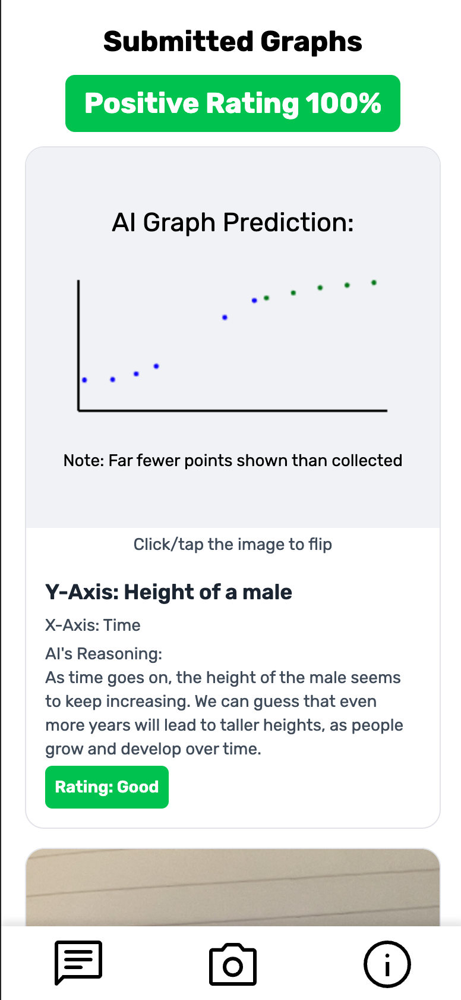 Submitted Graphs
Positive Rating 100%
AI Graph Prediction:
Note: Far fewer points shown than collected
Click/tap the image to flip
Y-Axis: Height of a male
X-Axis: Time
AI's Reasoning:
As time goes on, the height of the male seems
to keep increasing. We can guess that even
more years will lead to taller heights, as people
grow and develop over time.
Rating: Good